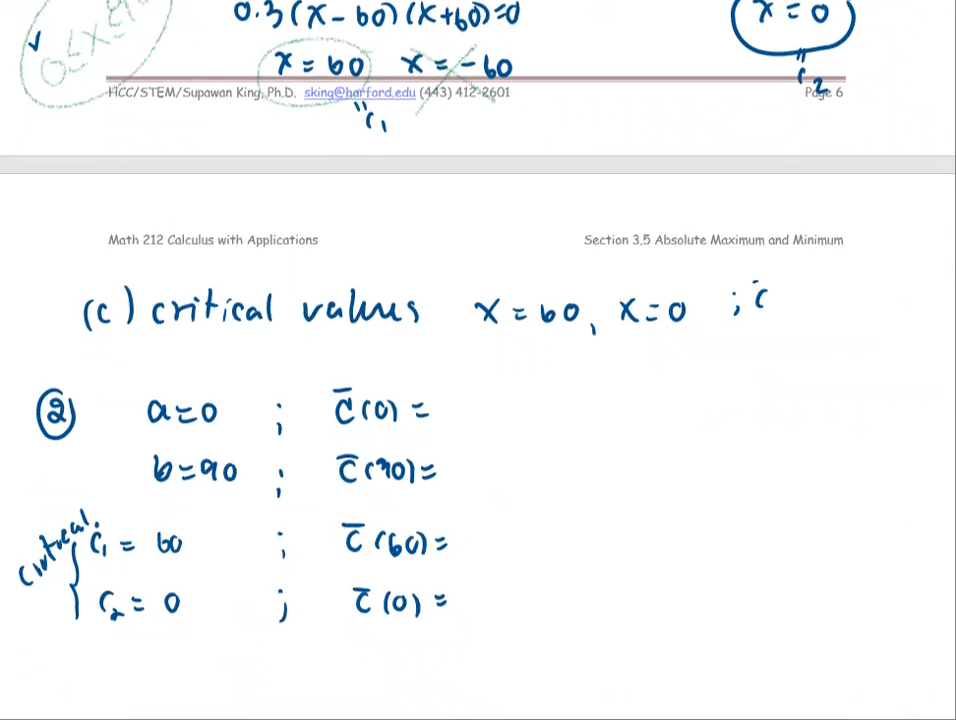 0.3(x-60)(x+60)=0
x=0
x=60 x=-60
HCC/STEM/Supawan King, Ph.D. sking@harford.edu (443) 412-2601 Page 6
"c₁ "c₂
Math 212 Calculus with Applications Section 3.5 Absolute Maximum and Minimum
(c) critical values x=60, x=0 ; c̄
② a=0 ; c̄(0)=
b=90 ; c̄(90)=
c₁ = 60 ; c̄(60)=
c₂ = 0 ; c̄(0)=